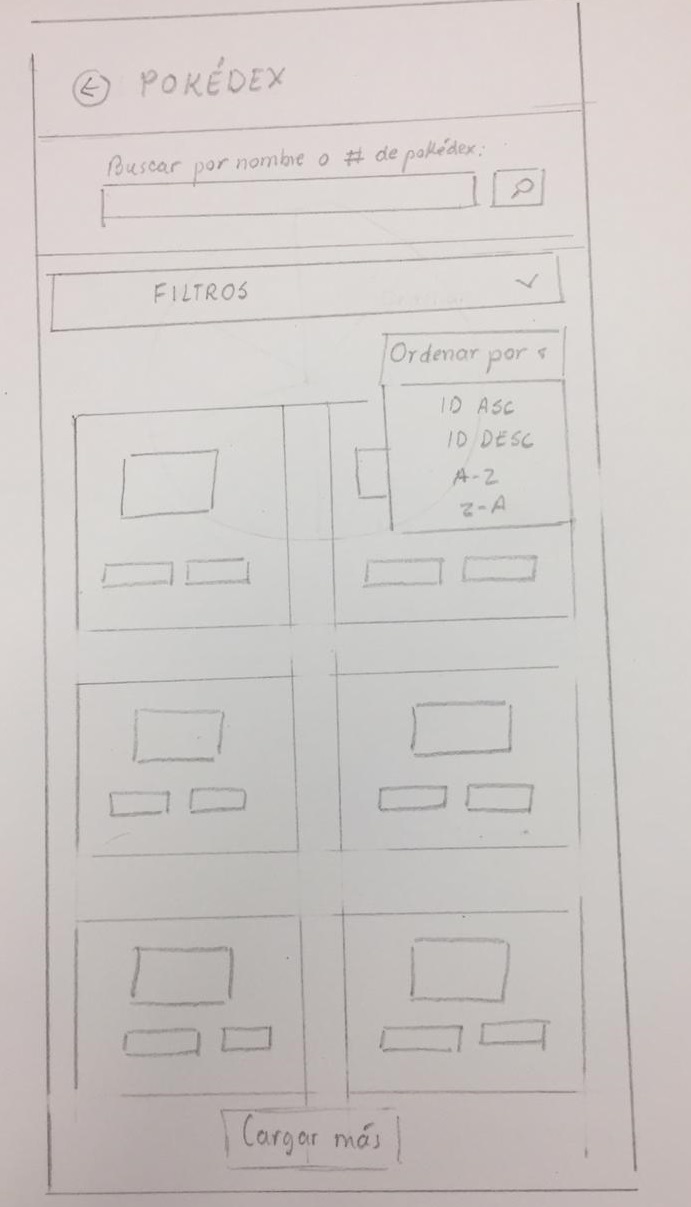 POKÉDEX
Buscar por nombre o # de pokédex:
FILTROS
Ordenar por
ID ASC
ID DESC
A-Z
Z-A
Cargar más